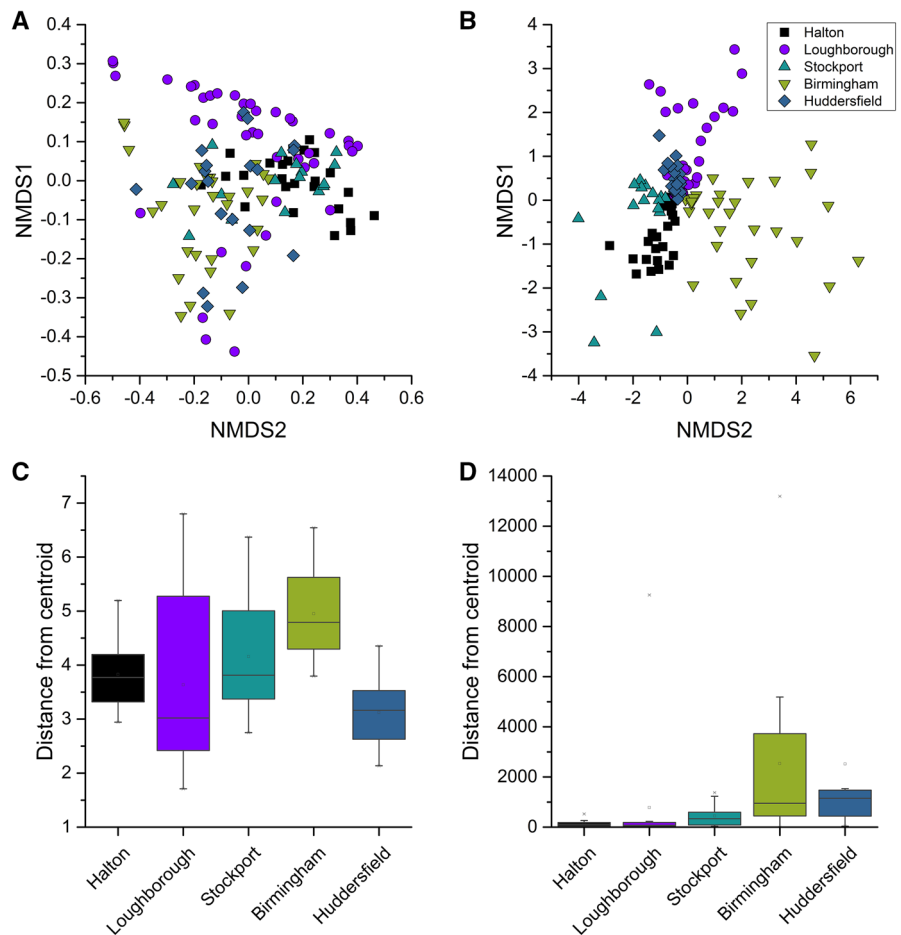 A
0.4
0.3
0.2
0.1
0.0
-0.1
-0.2
-0.3
-0.4
-0.5
NMDS1
-0.6 -0.4 -0.2 0.0 0.2 0.4 0.6
NMDS2
B
4
3
2
1
0
-1
-2
-3
-4
NMDS1
-4 -2 0 2 4 6
NMDS2
Halton
Loughborough
Stockport
Birmingham
Huddersfield
C
7
6
5
4
3
2
1
Distance from centroid
Halton
Loughborough
Stockport
Birmingham
Huddersfield
D
14000
12000
10000
8000
6000
4000
2000
0
Distance from centroid
Halton
Loughborough
Stockport
Birmingham
Huddersfield